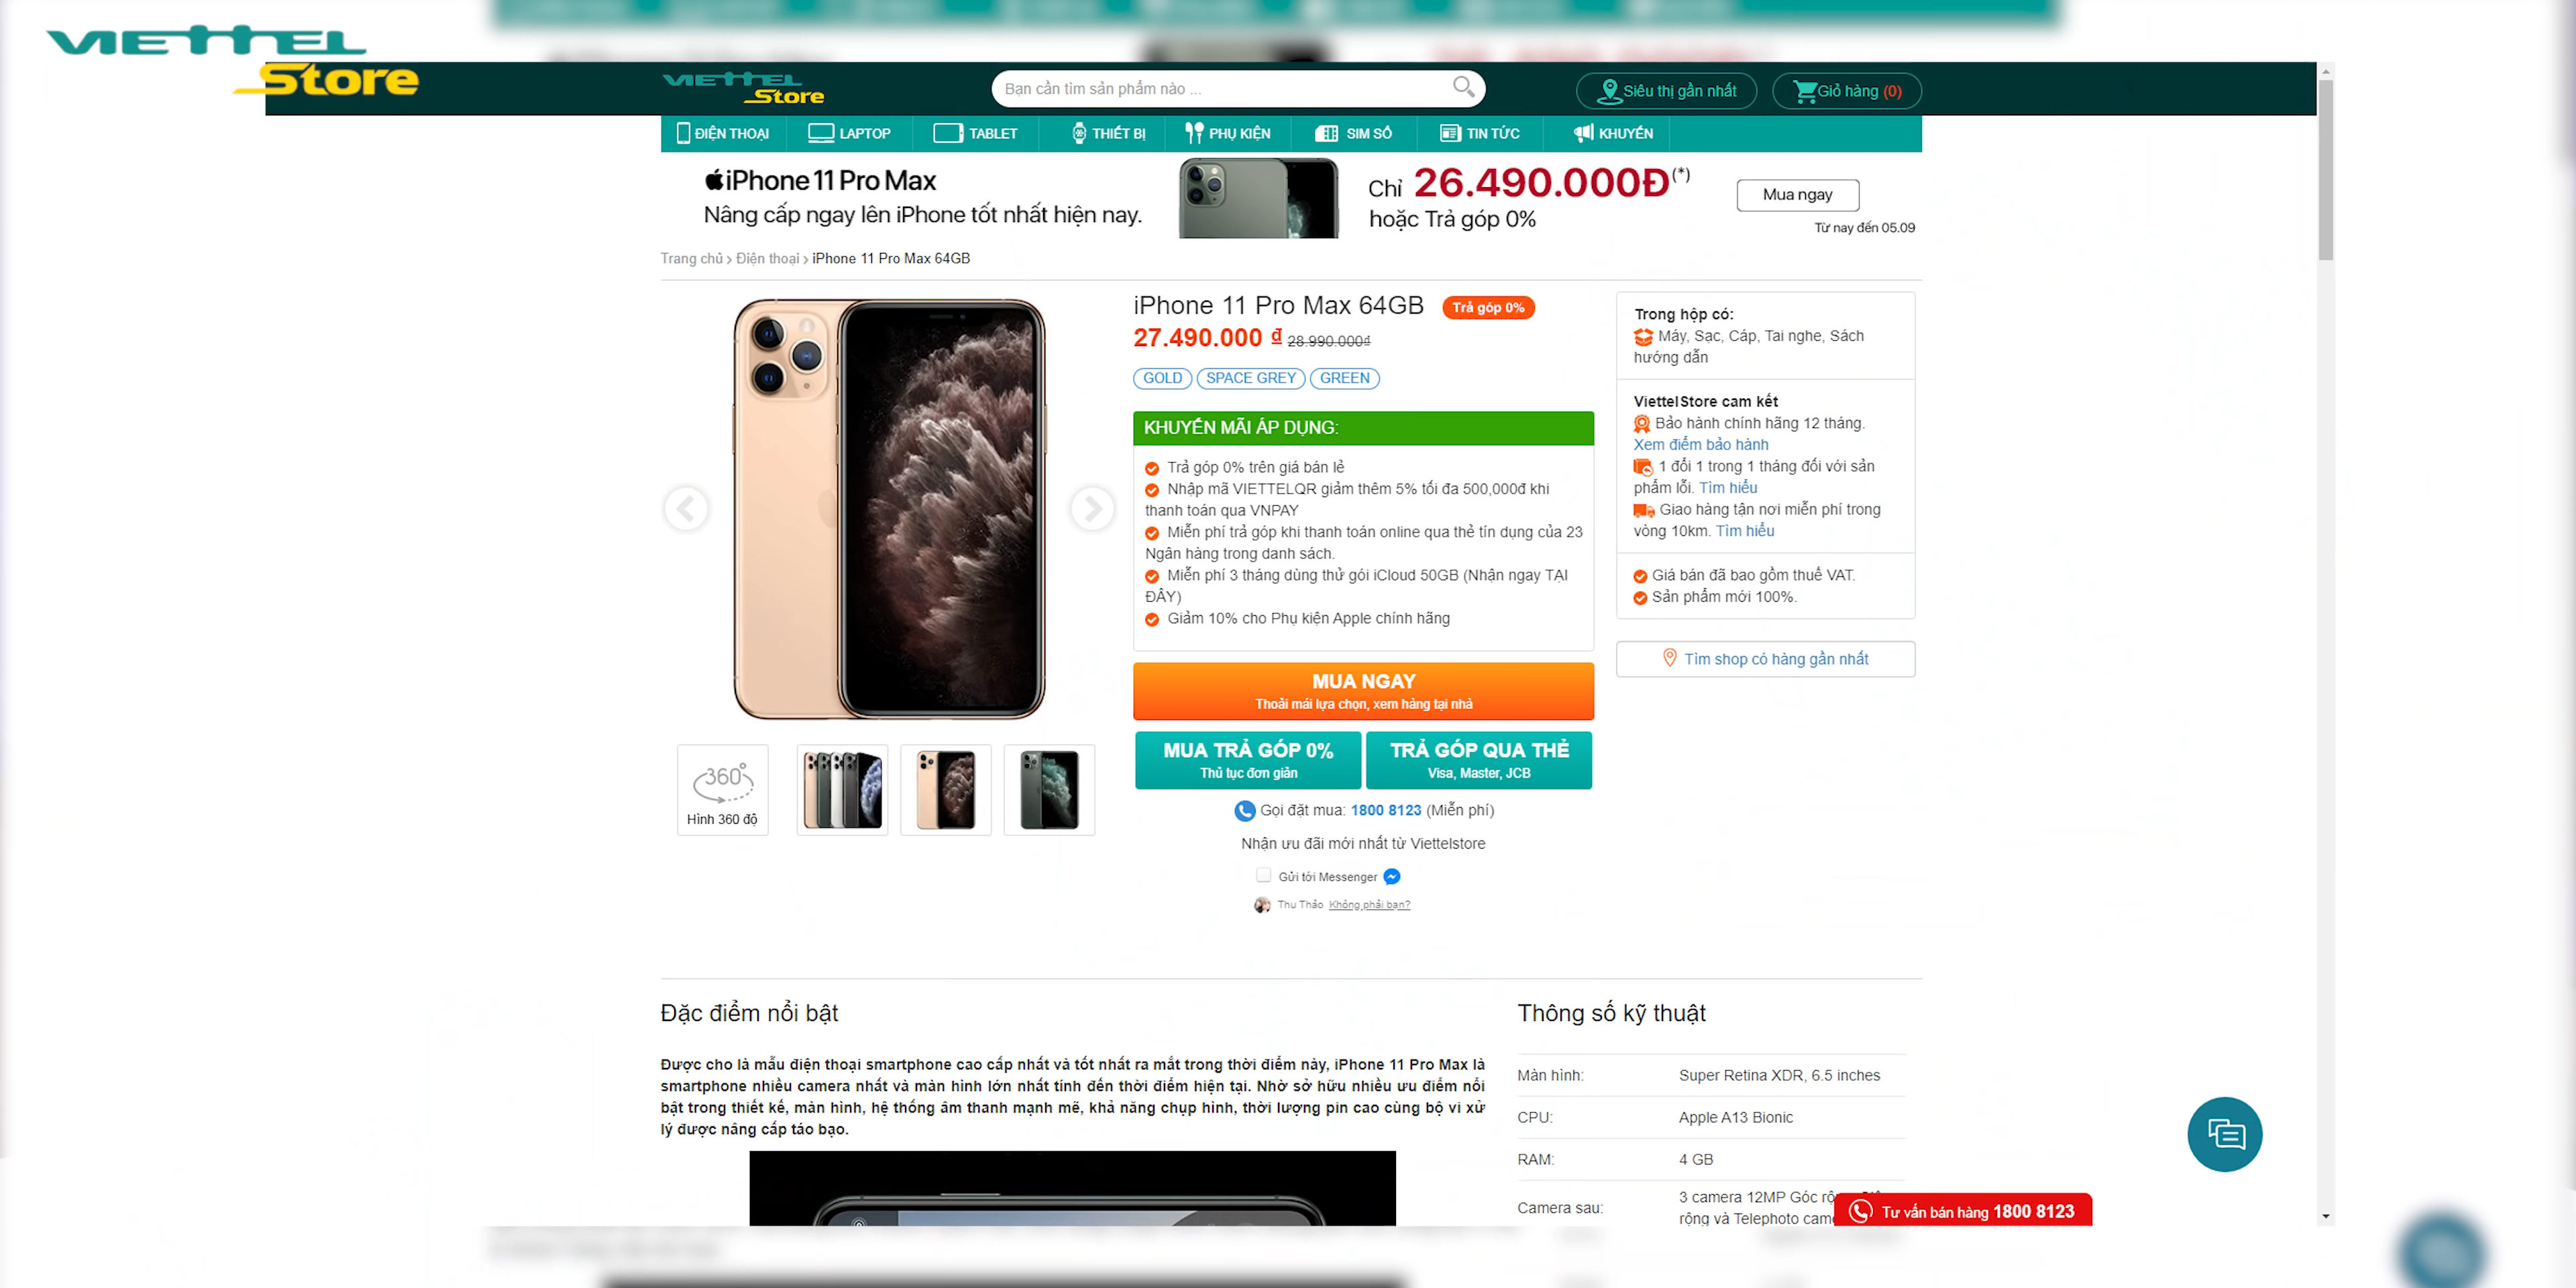 VIETTEL
Store
VIETTEL
Store
Bạn cần tìm sản phẩm nào ...
Siêu thị gần nhất
Giỏ hàng (0)
ĐIỆN THOẠI
LAPTOP
TABLET
THIẾT BỊ
PHỤ KIỆN
SIM SỐ
TIN TỨC
KHUYẾN
iPhone 11 Pro Max
Nâng cấp ngay lên iPhone tốt nhất hiện nay.
Chỉ 26.490.000Đ(*)
hoặc Trả góp 0%
Mua ngay
Từ nay đến 05.09
Trang chủ › Điện thoại › iPhone 11 Pro Max 64GB
iPhone 11 Pro Max 64GB
Trả góp 0%
27.490.000 đ 28.990.000đ
GOLD
SPACE GREY
GREEN
KHUYẾN MÃI ÁP DỤNG:
Trả góp 0% trên giá bán lẻ
Nhập mã VIETTELQR giảm thêm 5% tối đa 500,000đ khi
thanh toán qua VNPAY
Miễn phí trả góp khi thanh toán online qua thẻ tín dụng của 23
Ngân hàng trong danh sách.
Miễn phí 3 tháng dùng thử gói iCloud 50GB (Nhận ngay TẠI
ĐÂY)
Giảm 10% cho Phụ kiện Apple chính hãng
MUA NGAY
Thoải mái lựa chọn, xem hàng tại nhà
MUA TRẢ GÓP 0%
Thủ tục đơn giản
TRẢ GÓP QUA THẺ
Visa, Master, JCB
Gọi đặt mua: 1800 8123 (Miễn phí)
Nhận ưu đãi mới nhất từ Viettelstore
Gửi tới Messenger
Thu Thảo Không phải bạn?
Trong hộp có:
Máy, Sạc, Cáp, Tai nghe, Sách
hướng dẫn
ViettelStore cam kết
Bảo hành chính hãng 12 tháng.
Xem điểm bảo hành
1 đổi 1 trong 1 tháng đối với sản
phẩm lỗi. Tìm hiểu
Giao hàng tận nơi miễn phí trong
vòng 10km. Tìm hiểu
Giá bán đã bao gồm thuế VAT.
Sản phẩm mới 100%.
Tìm shop có hàng gần nhất
360°
Hình 360 độ
Đặc điểm nổi bật
Được cho là mẫu điện thoại smartphone cao cấp nhất và tốt nhất ra mắt trong thời điểm này, iPhone 11 Pro Max là
smartphone nhiều camera nhất và màn hình lớn nhất tính đến thời điểm hiện tại. Nhờ sở hữu nhiều ưu điểm nổi
bật trong thiết kế, màn hình, hệ thống âm thanh mạnh mẽ, khả năng chụp hình, thời lượng pin cao cùng bộ vi xử
lý được nâng cấp táo bạo.
Thông số kỹ thuật
Màn hình: Super Retina XDR, 6.5 inches
CPU: Apple A13 Bionic
RAM: 4 GB
Camera sau: 3 camera 12MP Góc
rộng và Telephoto
Tư vấn bán hàng 1800 8123